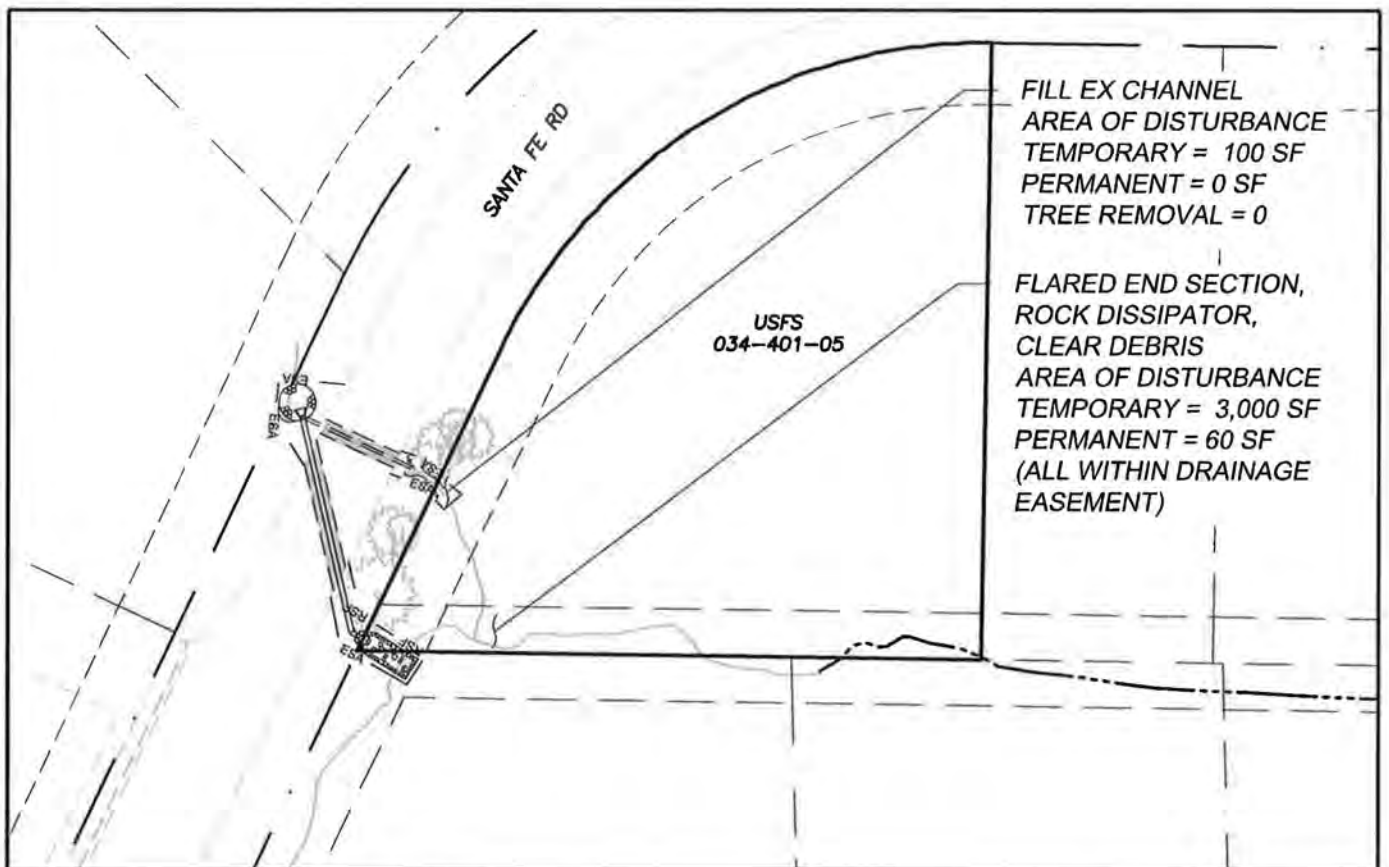 SANTA FE RD
FILL EX CHANNEL
AREA OF DISTURBANCE
TEMPORARY = 100 SF
PERMANENT = 0 SF
TREE REMOVAL = 0
FLARED END SECTION,
ROCK DISSIPATOR,
CLEAR DEBRIS
AREA OF DISTURBANCE
TEMPORARY = 3,000 SF
PERMANENT = 60 SF
(ALL WITHIN DRAINAGE
EASEMENT)
USFS
034-401-05
E6A
E5A